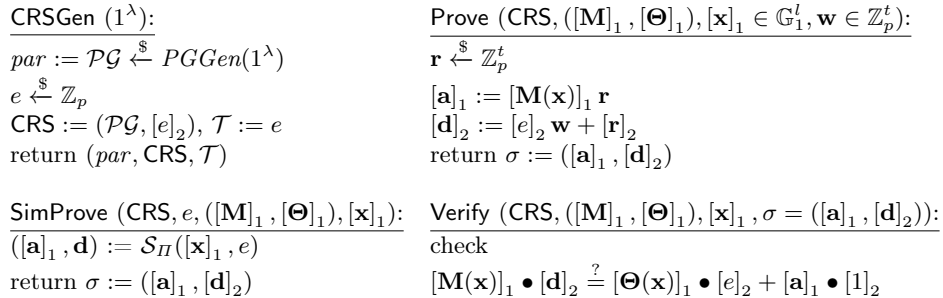 CRSGen (1^λ):
par := 𝒫𝒢 ←$ PGGen(1^λ)
e ←$ ℤ_p
CRS := (𝒫𝒢, [e]_2), 𝒯 := e
return (par, CRS, 𝒯)
Prove (CRS, ([𝐌]_1, [𝚯]_1), [𝐱]_1 ∈ 𝔾_1^l, 𝐰 ∈ ℤ_p^t):
𝐫 ←$ ℤ_p^t
[𝐚]_1 := [𝐌(𝐱)]_1 𝐫
[𝐝]_2 := [e]_2 𝐰 + [𝐫]_2
return σ := ([𝐚]_1, [𝐝]_2)
SimProve (CRS, e, ([𝐌]_1, [𝚯]_1), [𝐱]_1):
([𝐚]_1, 𝐝) := 𝒮_Π([𝐱]_1, e)
return σ := ([𝐚]_1, [𝐝]_2)
Verify (CRS, ([𝐌]_1, [𝚯]_1), [𝐱]_1, σ = ([𝐚]_1, [𝐝]_2)):
check
[𝐌(𝐱)]_1 • [𝐝]_2 =? [𝚯(𝐱)]_1 • [e]_2 + [𝐚]_1 • [1]_2